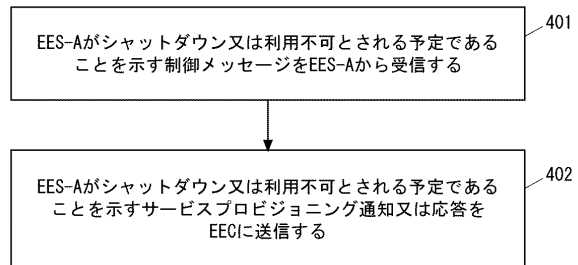 401
EES-Aがシャットダウン又は利用不可とされる予定である
ことを示す制御メッセージをEES-Aから受信する
402
EES-Aがシャットダウン又は利用不可とされる予定である
ことを示すサービスプロビジョニング通知又は応答を
EECに送信する